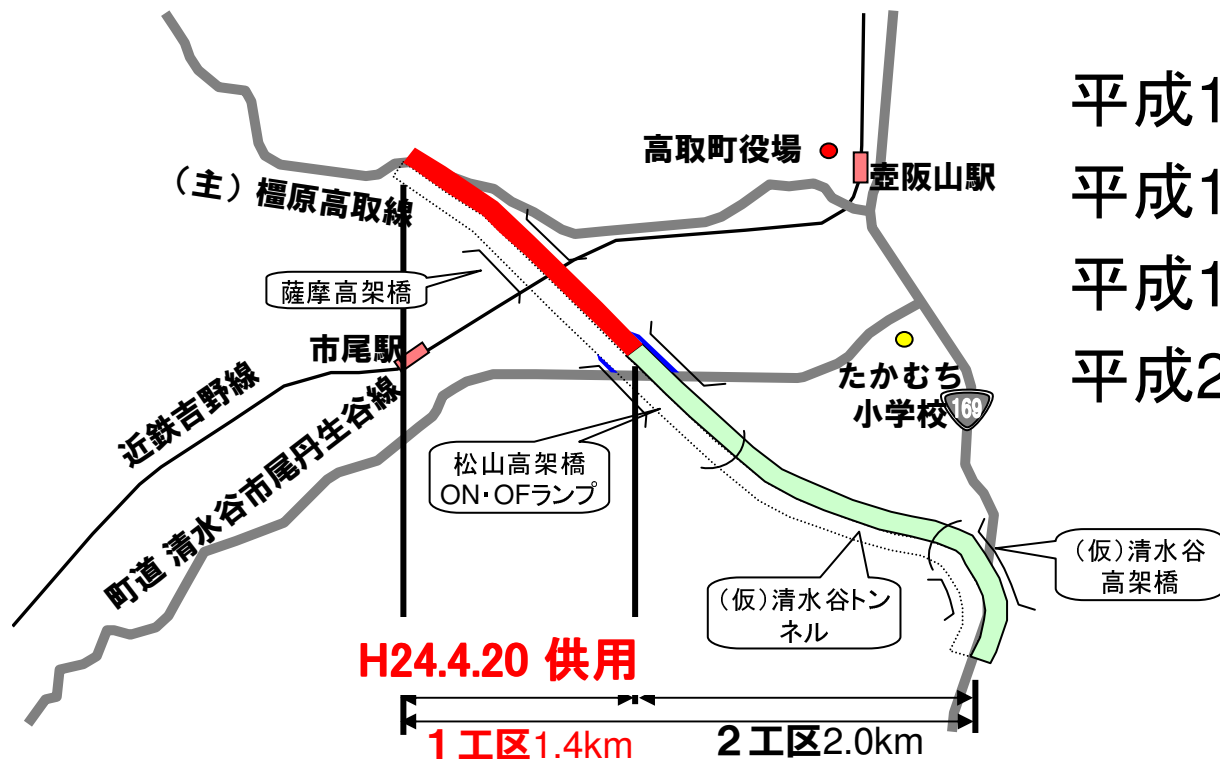 平成1
平成1
平成1
平成2
高取町役場
壺阪山駅
（主）橿原高取線
薩摩高架橋
市尾駅
近鉄吉野線
たかむち
小学校
169
町道 清水谷市尾丹生谷線
松山高架橋
ON・OFランプ
（仮）清水谷
高架橋
（仮）清水谷トン
ネル
H24.4.20 供用
１工区1.4km
２工区2.0km